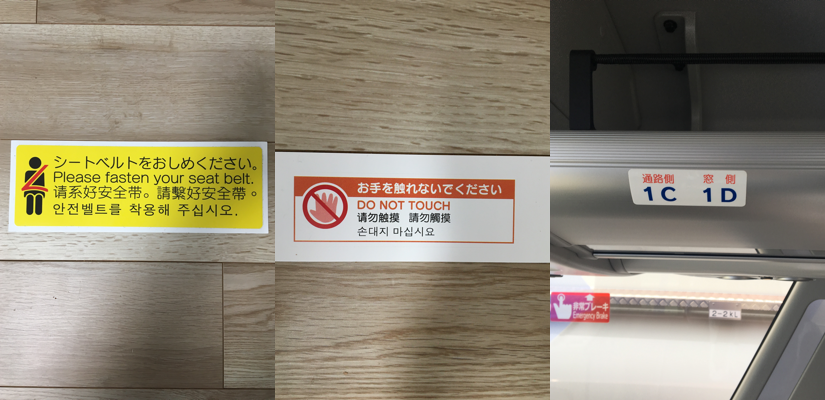 シートベルトをおしめください。
Please fasten your seat belt.
请系好安全带。請繫好安全帶。
안전벨트를 착용해 주십시오.
お手を触れないでください
DO NOT TOUCH
请勿触摸 請勿觸摸
손대지 마십시요
通路側 窓側
1C 1D
非常ブレーキ
Emergency Brake